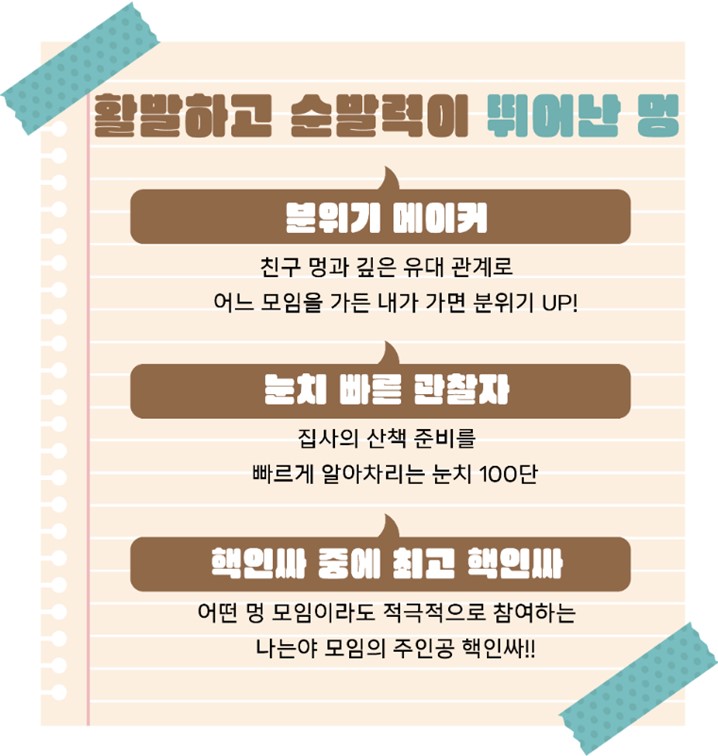 활발하고 순발력이 뛰어난 멍
분위기 메이커
친구 멍과 깊은 유대 관계로
어느 모임을 가든 내가 가면 분위기 UP!
눈치 빠른 관찰자
집사의 산책 준비를
빠르게 알아차리는 눈치 100단
핵인싸 중에 최고 핵인싸
어떤 멍 모임이라도 적극적으로 참여하는
나는야 모임의 주인공 핵인싸!!